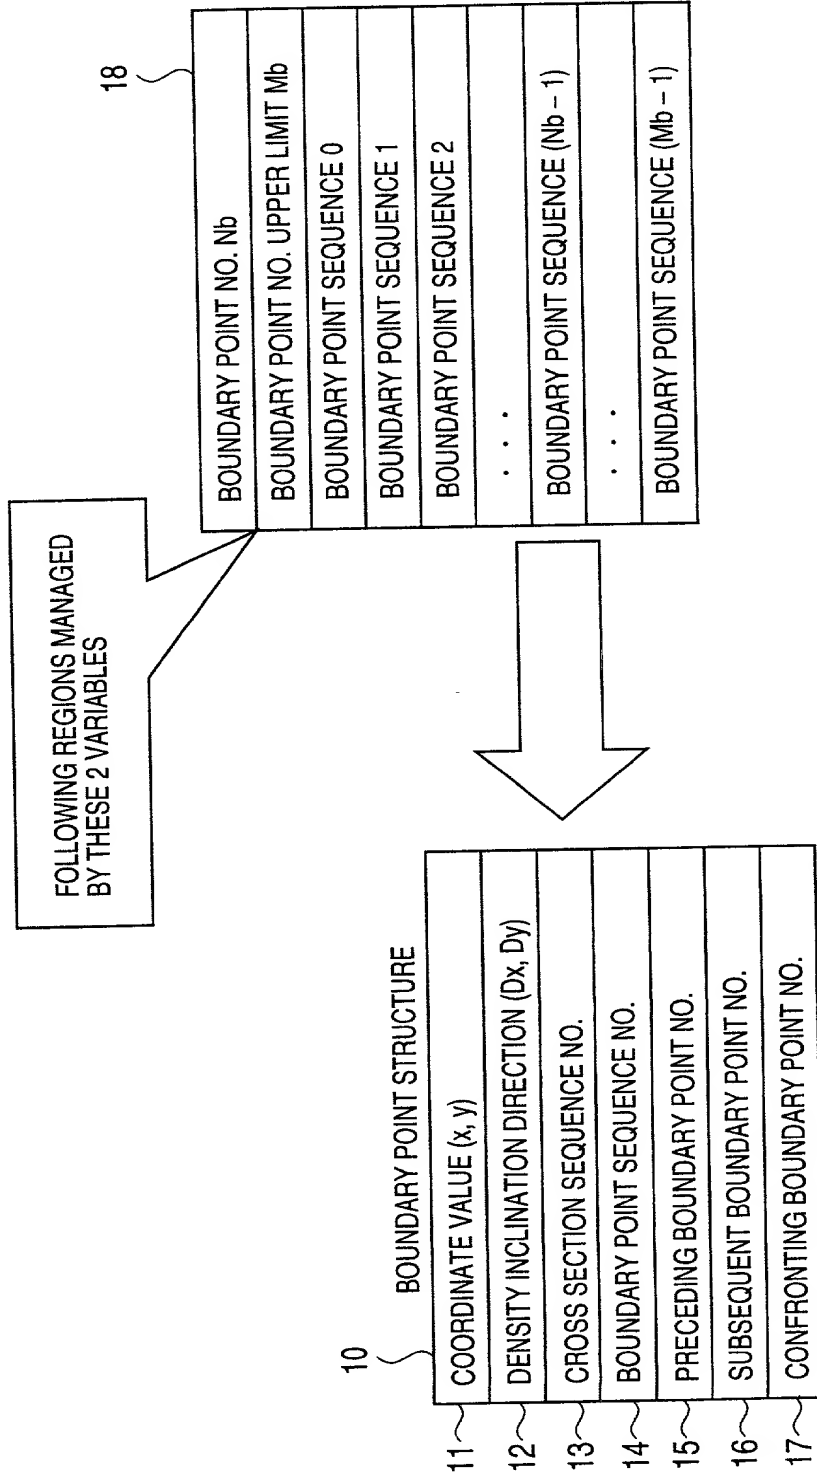 FOLLOWING REGIONS MANAGED
BY THESE 2 VARIABLES
BOUNDARY POINT STRUCTURE
10
11 COORDINATE VALUE (x, y)
12 DENSITY INCLINATION DIRECTION (Dx, Dy)
13 CROSS SECTION SEQUENCE NO.
14 BOUNDARY POINT SEQUENCE NO.
15 PRECEDING BOUNDARY POINT NO.
16 SUBSEQUENT BOUNDARY POINT NO.
17 CONFRONTING BOUNDARY POINT NO.
18
BOUNDARY POINT NO. Nb
BOUNDARY POINT NO. UPPER LIMIT Mb
BOUNDARY POINT SEQUENCE 0
BOUNDARY POINT SEQUENCE 1
BOUNDARY POINT SEQUENCE 2
. . .
BOUNDARY POINT SEQUENCE (Nb – 1)
. . .
BOUNDARY POINT SEQUENCE (Mb – 1)